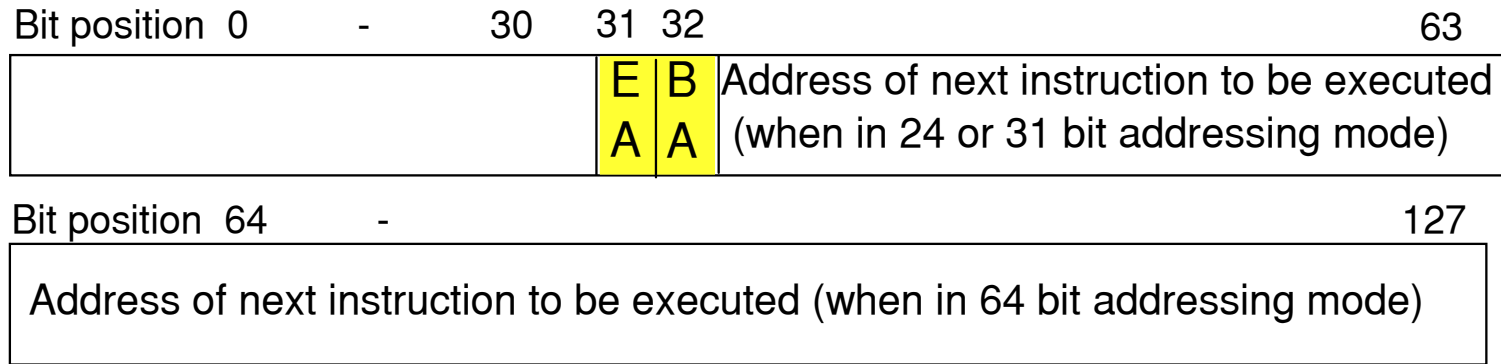 Bit position 0 - 30 31 32 63
E B Address of next instruction to be executed
A A (when in 24 or 31 bit addressing mode)
Bit position 64 - 127
Address of next instruction to be executed (when in 64 bit addressing mode)